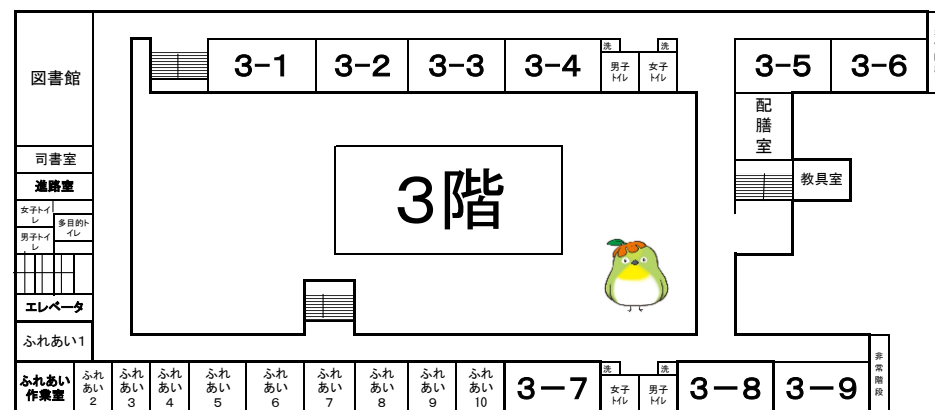 図書館
司書室
進路室
女子トイレ
男子トイレ
多目的トイレ
エレベータ
ふれあい1
3-1
3-2
3-3
3-4
洗
洗
男子トイレ
女子トイレ
3-5
3-6
配膳室
教具室
3階
ふれあい作業室
ふれあい2
ふれあい3
ふれあい4
ふれあい5
ふれあい6
ふれあい7
ふれあい8
ふれあい9
ふれあい10
3-7
洗
洗
女子トイレ
男子トイレ
3-8
3-9
非常階段